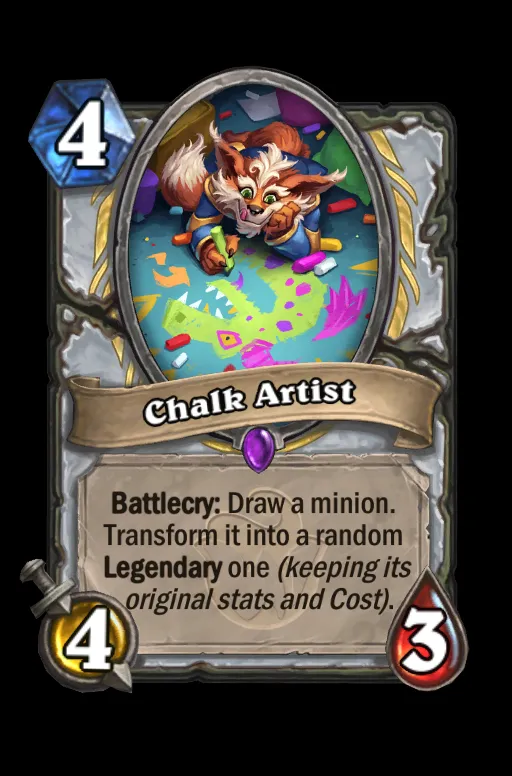 4
Chalk Artist
Battlecry: Draw a minion.
Transform it into a random
Legendary one (keeping its
original stats and Cost).
4
3